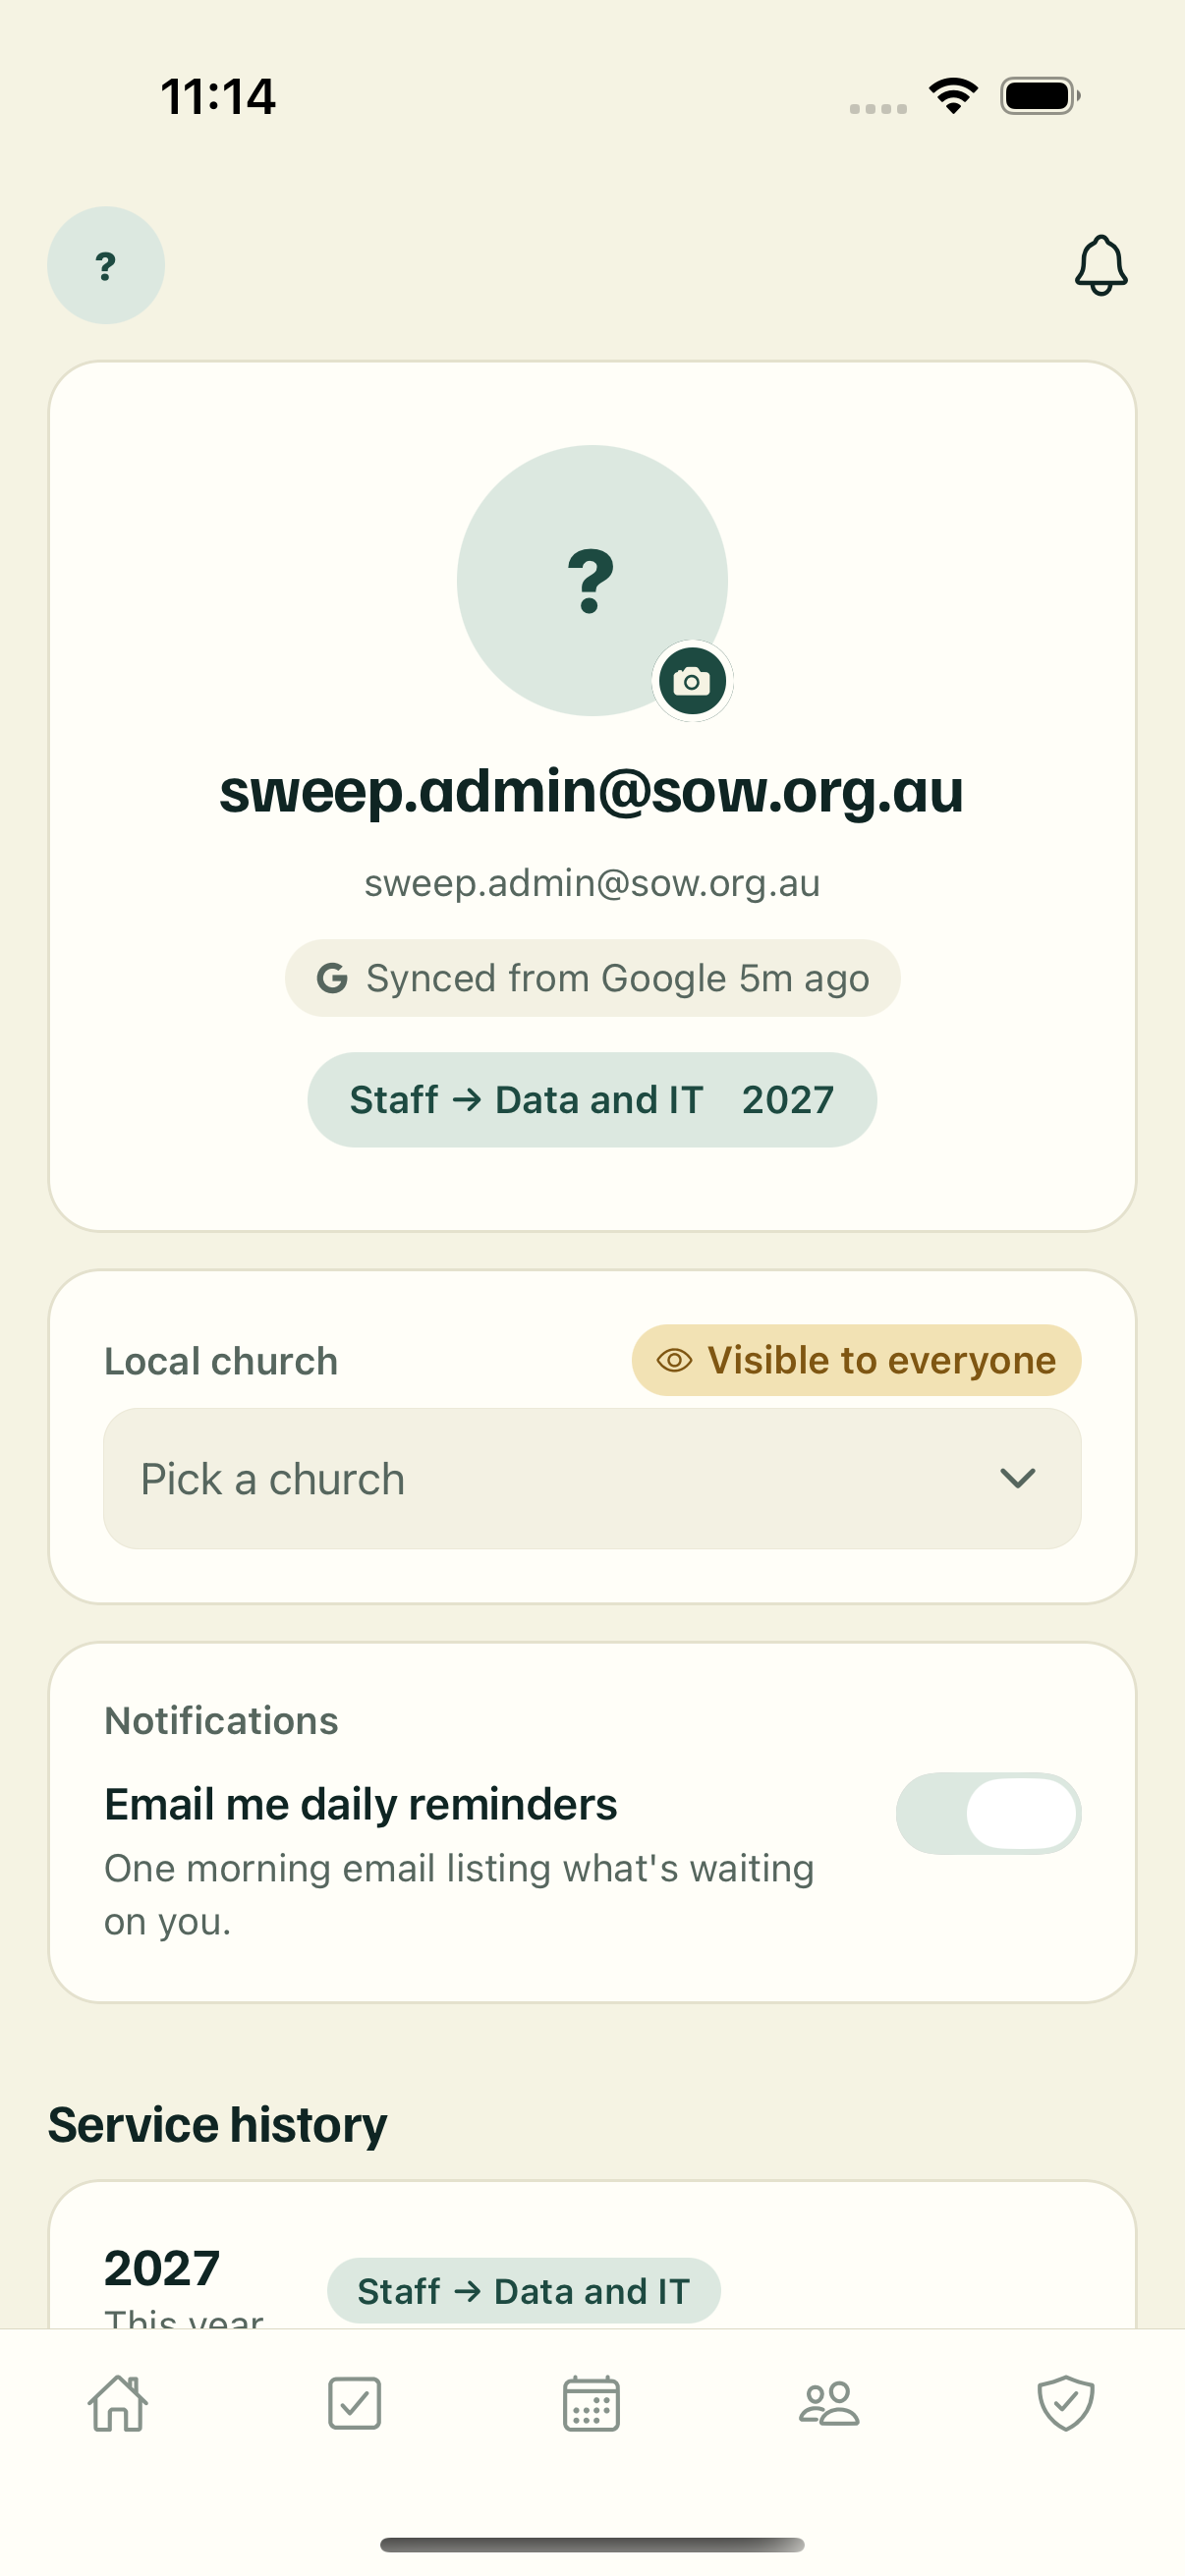 11:14
?
?
sweep.admin@sow.org.au
sweep.admin@sow.org.au
G Synced from Google 5m ago
Staff → Data and IT 2027
Local church
Visible to everyone
Pick a church
Notifications
Email me daily reminders
One morning email listing what's waiting
on you.
Service history
2027
Staff → Data and IT
This year